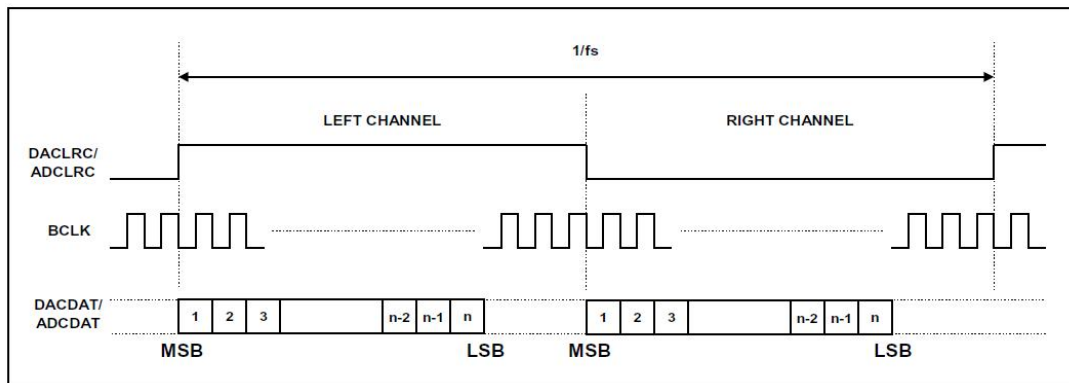 1/fs
LEFT CHANNEL
RIGHT CHANNEL
DACLRC/
ADCLRC
BCLK
DACDAT/
ADCDAT
1 2 3 n-2 n-1 n 1 2 3 n-2 n-1 n
MSB LSB MSB LSB